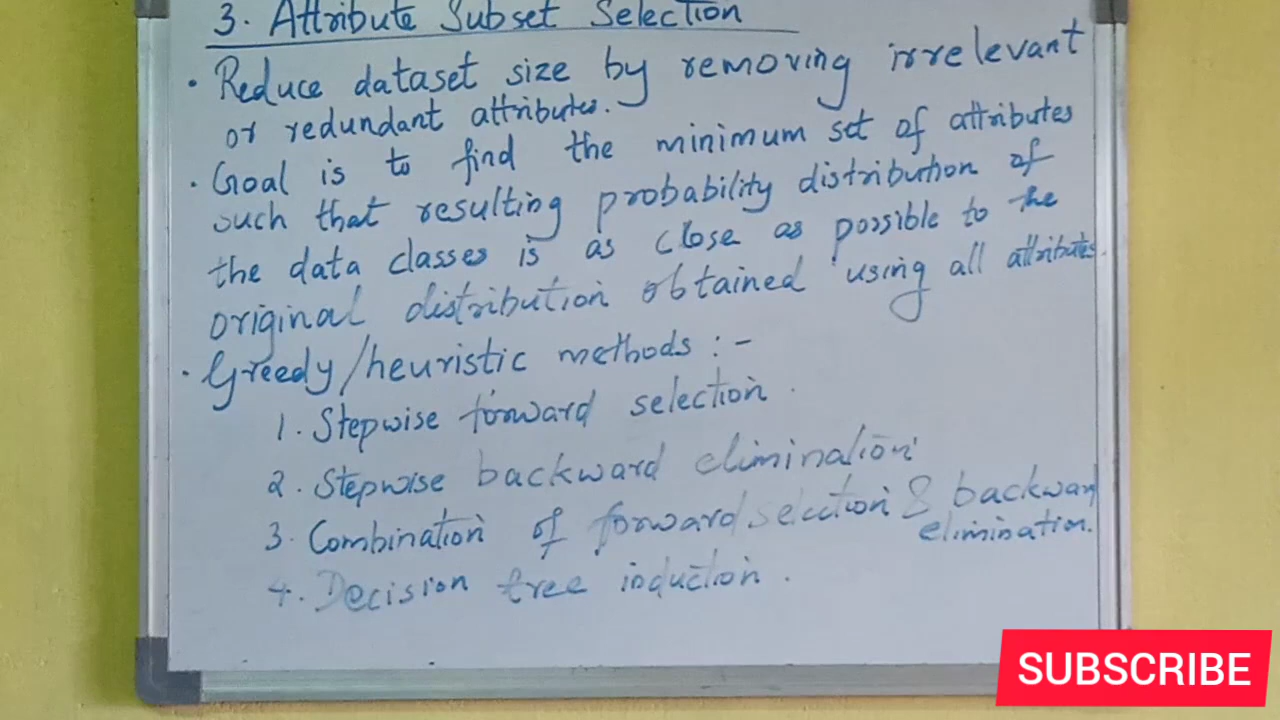 3. Attribute Subset Selection
• Reduce dataset size by removing irrelevant
or redundant attributes.
• Goal is to find the minimum set of attributes
such that resulting probability distribution of
the data classes is as close as possible to the
original distribution obtained using all attributes.
• Greedy/heuristic methods :-
1. Stepwise forward selection.
2. Stepwise backward elimination.
3. Combination of forward selection & backward
elimination.
4. Decision tree induction.
SUBSCRIBE